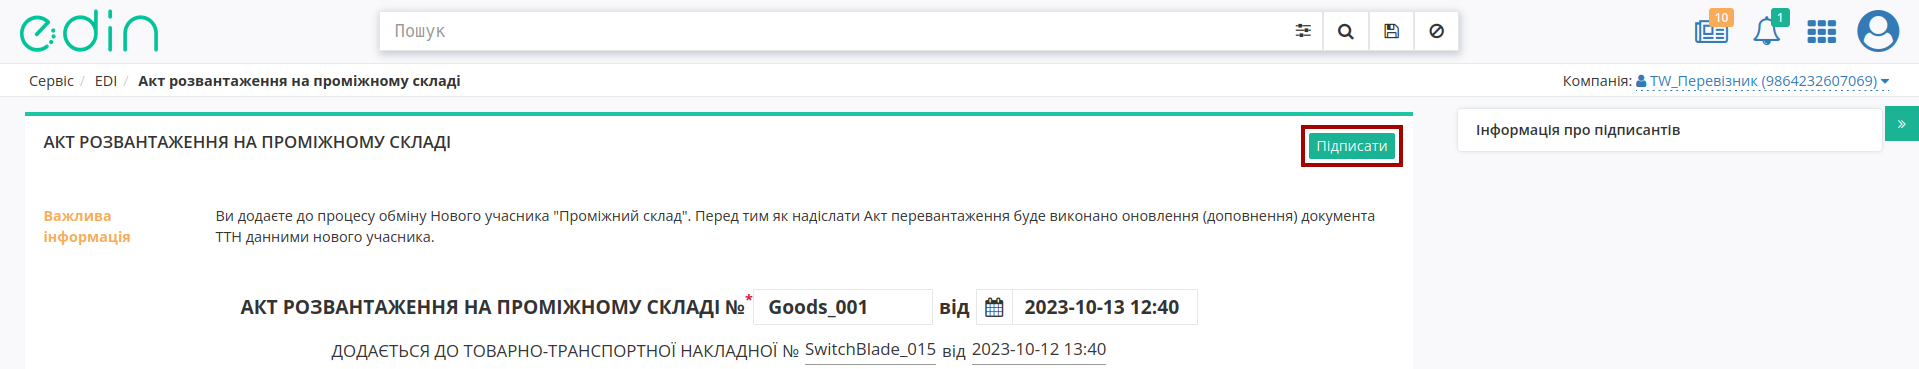 edin
Пошук
10
1
Сервіс / EDI / Акт розвантаження на проміжному складі
Компанія: TW_Перевізник (9864232607069)
АКТ РОЗВАНТАЖЕННЯ НА ПРОМІЖНОМУ СКЛАДІ
Підписати
Інформація про підписантів
»
Важлива інформація
Ви додаєте до процесу обміну Нового учасника "Проміжний склад". Перед тим як надіслати Акт перевантаження буде виконано оновлення (доповнення) документа
ТТН данними нового учасника.
АКТ РОЗВАНТАЖЕННЯ НА ПРОМІЖНОМУ СКЛАДІ №* Goods_001 від 2023-10-13 12:40
ДОДАЄТЬСЯ ДО ТОВАРНО-ТРАНСПОРТНОЇ НАКЛАДНОЇ № SwitchBlade_015 від 2023-10-12 13:40